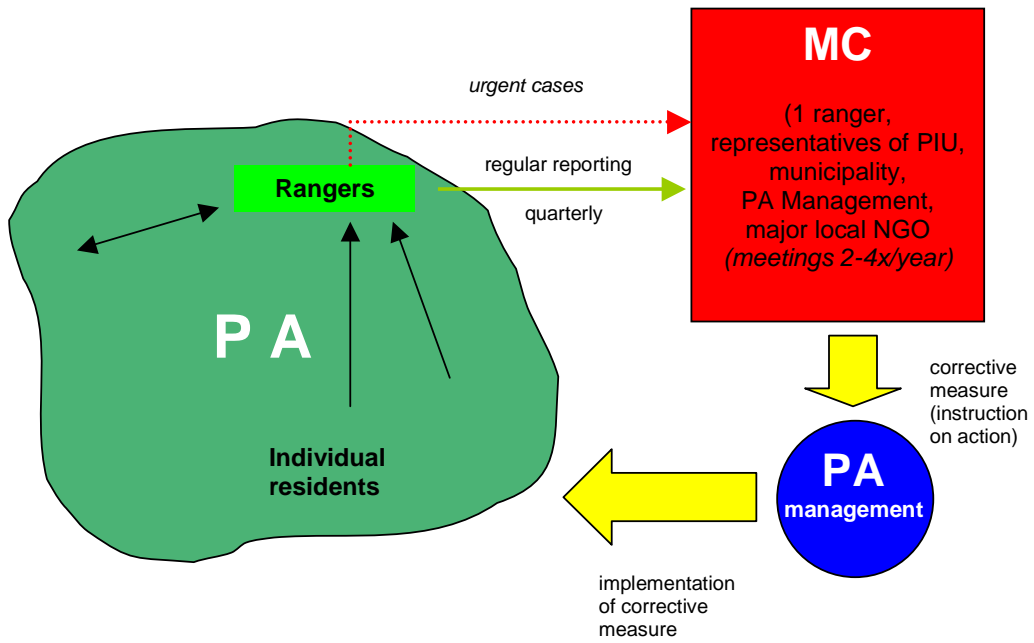 MC
urgent cases
(1 ranger,
representatives of PIU,
municipality,
PA Management,
major local NGO
(meetings 2-4x/year)
regular reporting
Rangers
quarterly
P A
corrective
measure
(instruction
on action)
Individual
residents
PA
management
implementation
of corrective
measure